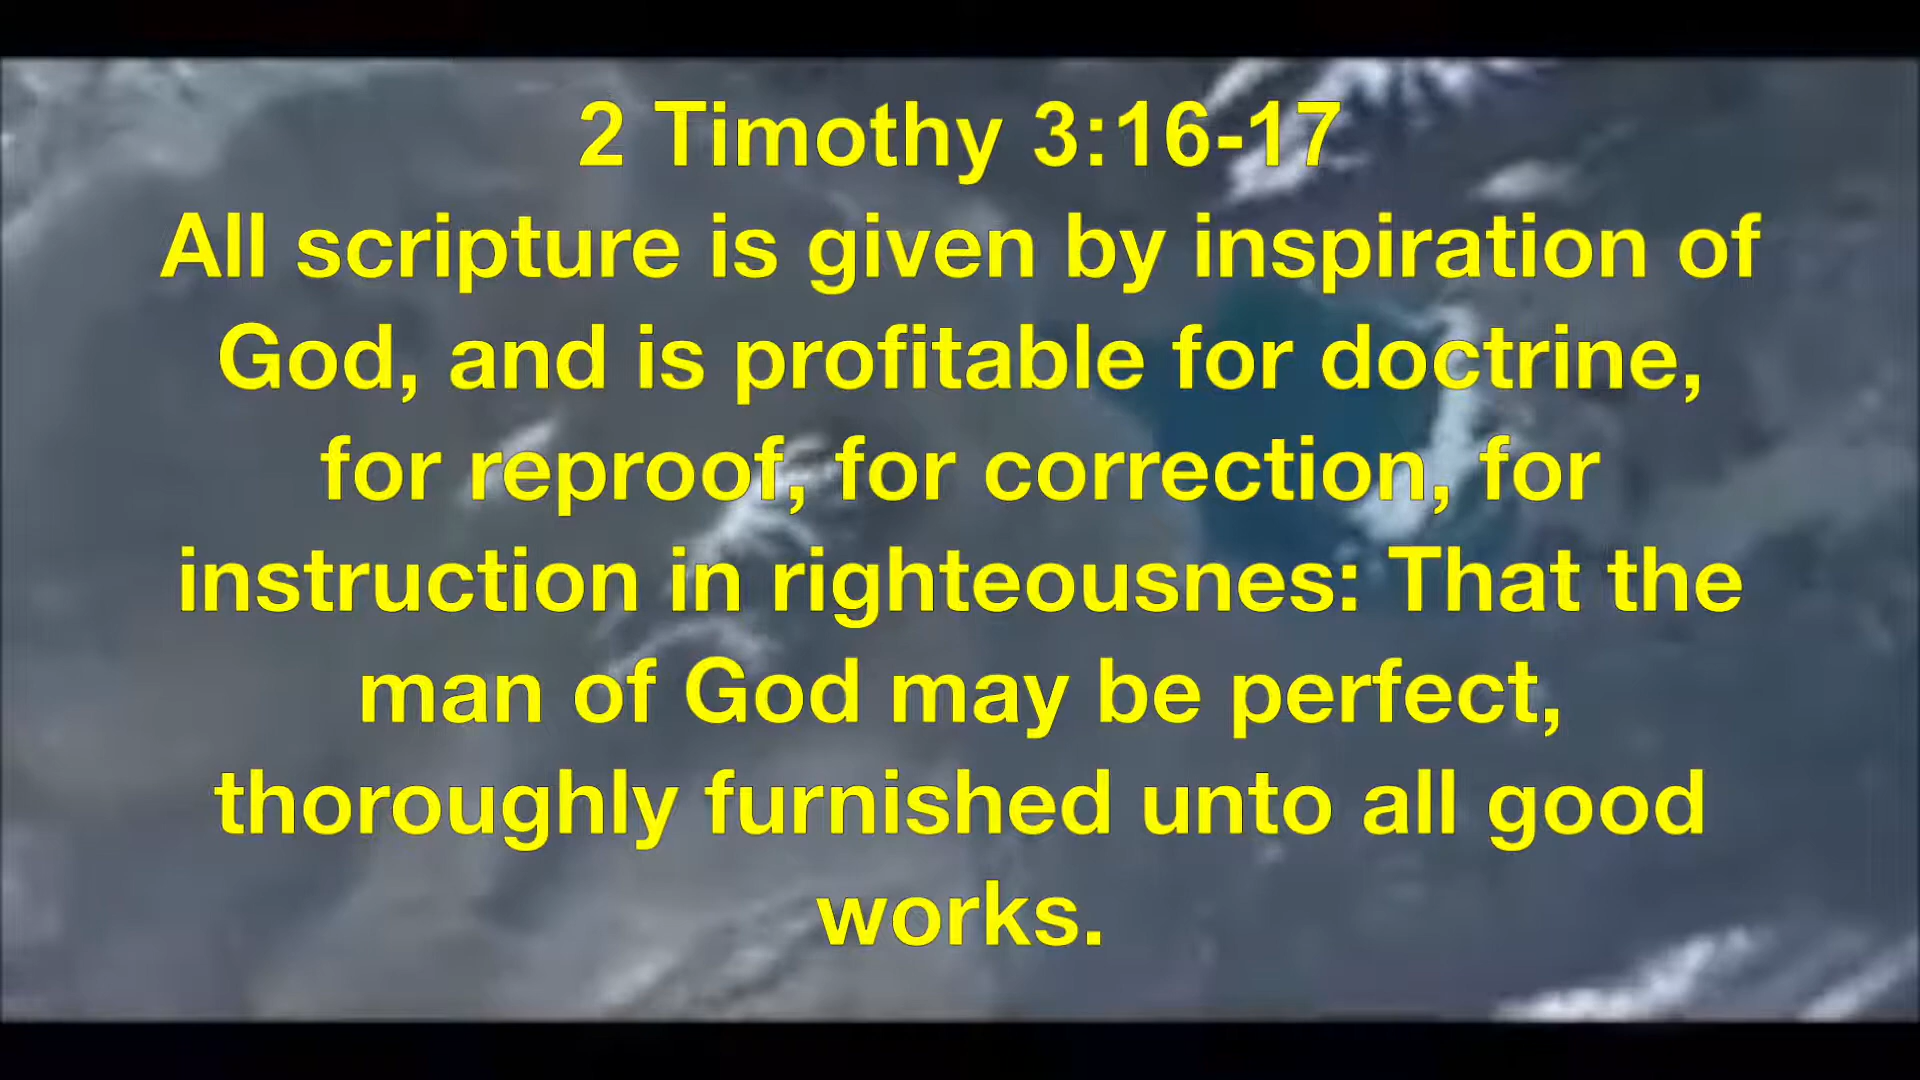 2 Timothy 3:16-17
All scripture is given by inspiration of
God, and is profitable for doctrine,
for reproof, for correction, for
instruction in righteousnes: That the
man of God may be perfect,
thoroughly furnished unto all good
works.